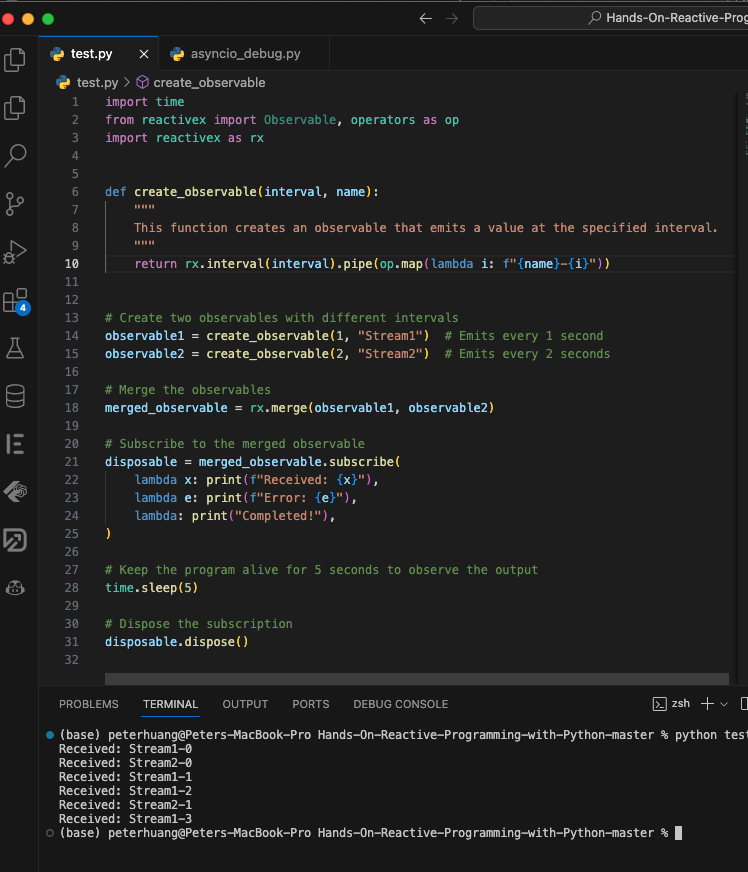 Hands-On-Reactive-Prog
test.py
asyncio_debug.py
test.py > create_observable
1 import time
2 from reactivex import Observable, operators as op
3 import reactivex as rx
4
5
6 def create_observable(interval, name):
7 """
8 This function creates an observable that emits a value at the specified interval.
9 """
10 return rx.interval(interval).pipe(op.map(lambda i: f"{name}-{i}"))
11
12
13 # Create two observables with different intervals
14 observable1 = create_observable(1, "Stream1")  # Emits every 1 second
15 observable2 = create_observable(2, "Stream2")  # Emits every 2 seconds
16
17 # Merge the observables
18 merged_observable = rx.merge(observable1, observable2)
19
20 # Subscribe to the merged observable
21 disposable = merged_observable.subscribe(
22 lambda x: print(f"Received: {x}"),
23 lambda e: print(f"Error: {e}"),
24 lambda: print("Completed!"),
25 )
26
27 # Keep the program alive for 5 seconds to observe the output
28 time.sleep(5)
29
30 # Dispose the subscription
31 disposable.dispose()
32
4
PROBLEMS TERMINAL OUTPUT PORTS DEBUG CONSOLE zsh
(base) peterhuang@Peters-MacBook-Pro Hands-On-Reactive-Programming-with-Python-master % python test
Received: Stream1-0
Received: Stream2-0
Received: Stream1-1
Received: Stream1-2
Received: Stream2-1
Received: Stream1-3
(base) peterhuang@Peters-MacBook-Pro Hands-On-Reactive-Programming-with-Python-master %